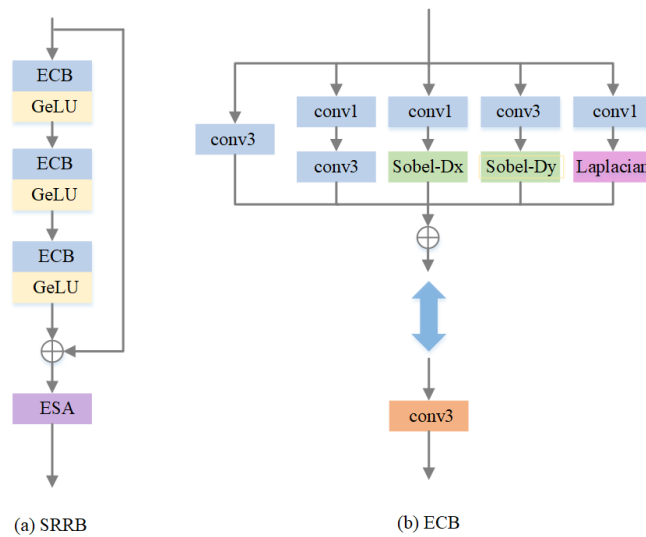 ECB
GeLU
ECB
GeLU
ECB
GeLU
ESA
(a) SRRB
conv3
conv1
conv3
conv1
Sobel-Dx
conv3
Sobel-Dy
conv1
Laplacian
conv3
(b) ECB